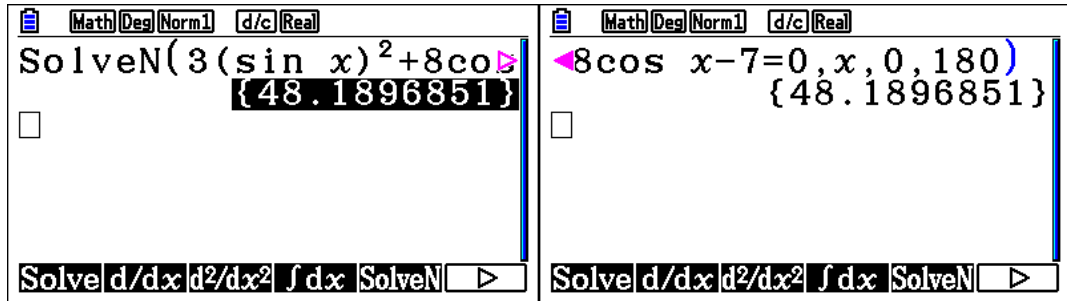 Math Deg Norm1 d/c Real
SolveN(3(sin x)²+8cos
{48.1896851}
Solve d/dx d²/dx² ∫dx SolveN ▷
Math Deg Norm1 d/c Real
8cos x-7=0,x,0,180)
{48.1896851}
Solve d/dx d²/dx² ∫dx SolveN ▷